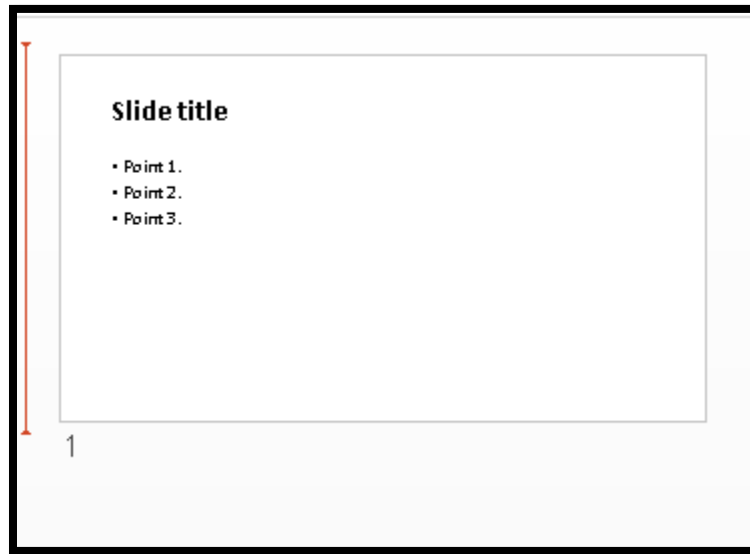 Slide title
• Point 1.
• Point 2.
• Point 3.
1